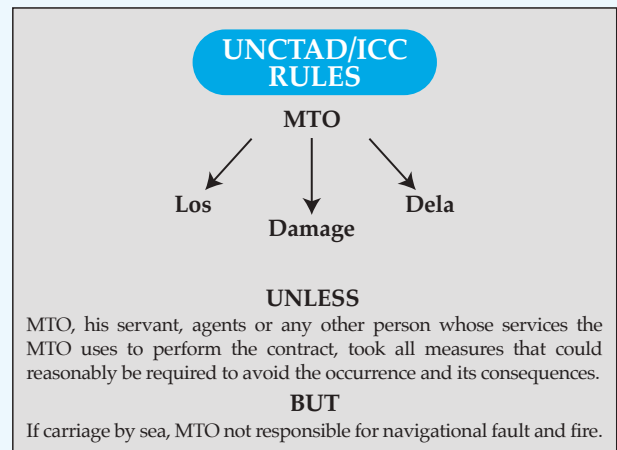 UNCTAD/ICC
RULES
MTO
Los
Damage
Dela
UNLESS
MTO, his servant, agents or any other person whose services the
MTO uses to perform the contract, took all measures that could
reasonably be required to avoid the occurrence and its consequences.
BUT
If carriage by sea, MTO not responsible for navigational fault and fire.